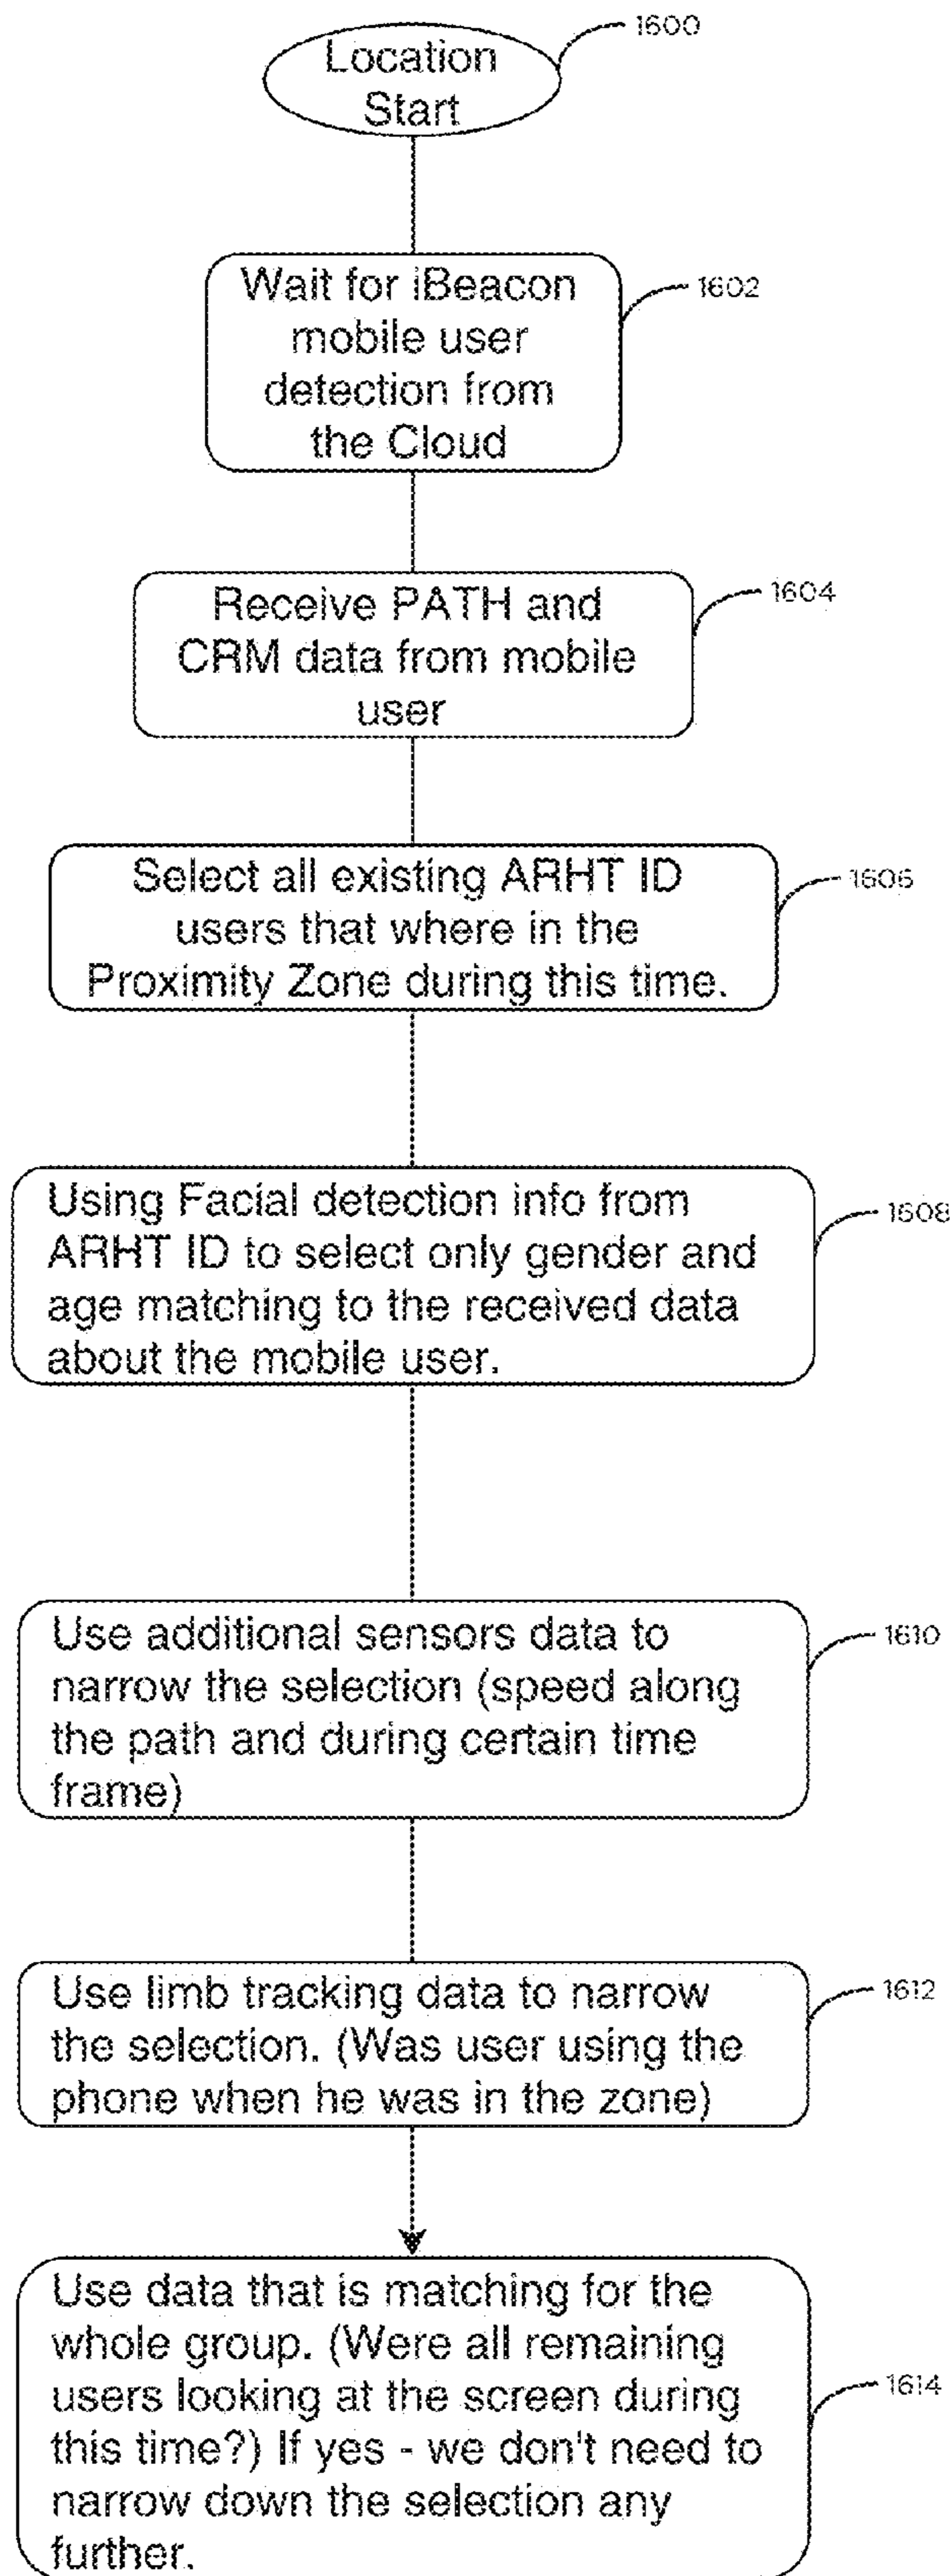 1600
Location
Start
Wait for iBeacon
mobile user
detection from
the Cloud
1602
Receive PATH and
CRM data from mobile
user
1604
Select all existing ARHT ID
users that where in the
Proximity Zone during this time.
1606
Using Facial detection info from
ARHT ID to select only gender and
age matching to the received data
about the mobile user.
1608
Use additional sensors data to
narrow the selection (speed along
the path and during certain time
frame)
1610
Use limb tracking data to narrow
the selection. (Was user using the
phone when he was in the zone)
1612
Use data that is matching for the
whole group. (Were all remaining
users looking at the screen during
this time?) If yes - we don't need to
narrow down the selection any
further.
1614